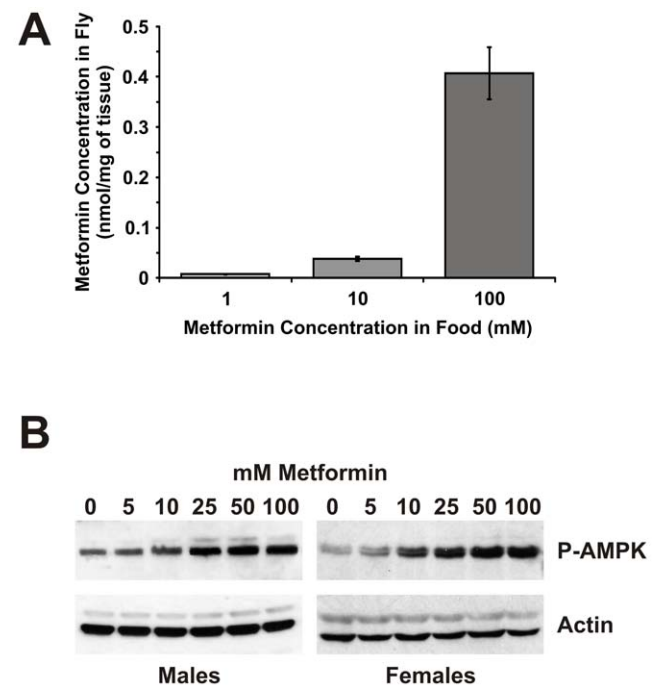 A
Metformin Concentration in Fly
(nmol/mg of tissue)
0.5
0.4
0.3
0.2
0.1
0
1 10 100
Metformin Concentration in Food (mM)
B
mM Metformin
0 5 10 25 50 100 0 5 10 25 50 100
P-AMPK
Actin
Males Females